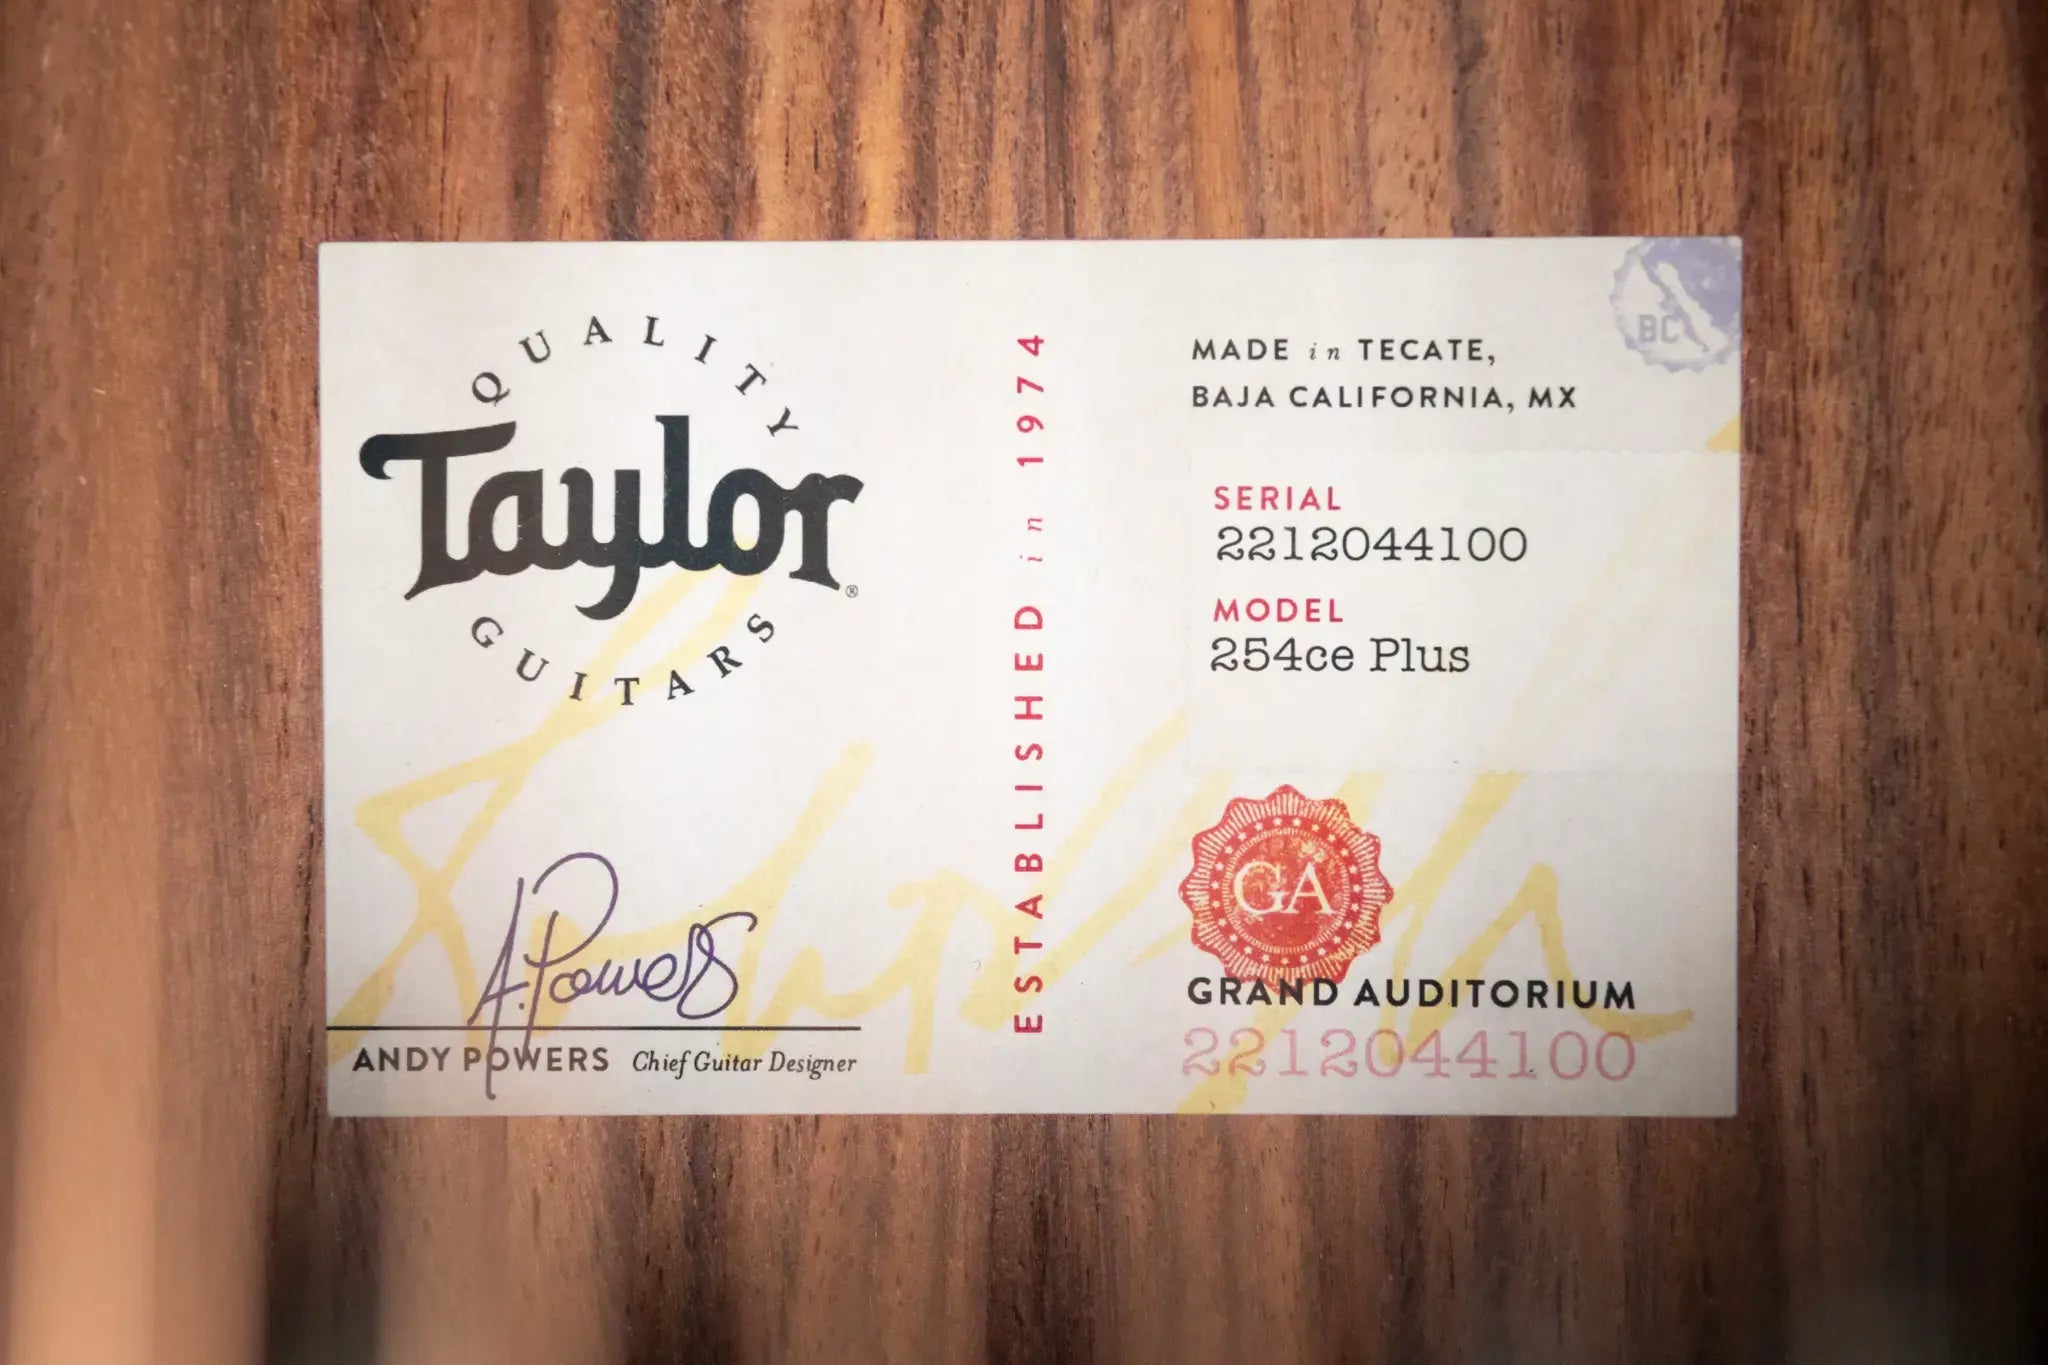 QUALITY
Taylor®
GUITARS
A. Powers
ANDY POWERS Chief Guitar Designer
ESTABLISHED in 1974
MADE in TECATE,
BAJA CALIFORNIA, MX
BC
SERIAL
2212044100
MODEL
254ce Plus
GA
GRAND AUDITORIUM
2212044100